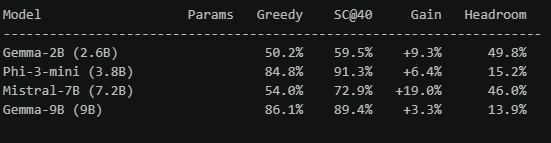 Model Params Greedy SC@40 Gain Headroom
--------------------------------------------------------------------
Gemma-2B (2.6B) 50.2% 59.5% +9.3% 49.8%
Phi-3-mini (3.8B) 84.8% 91.3% +6.4% 15.2%
Mistral-7B (7.2B) 54.0% 72.9% +19.0% 46.0%
Gemma-9B (9B) 86.1% 89.4% +3.3% 13.9%